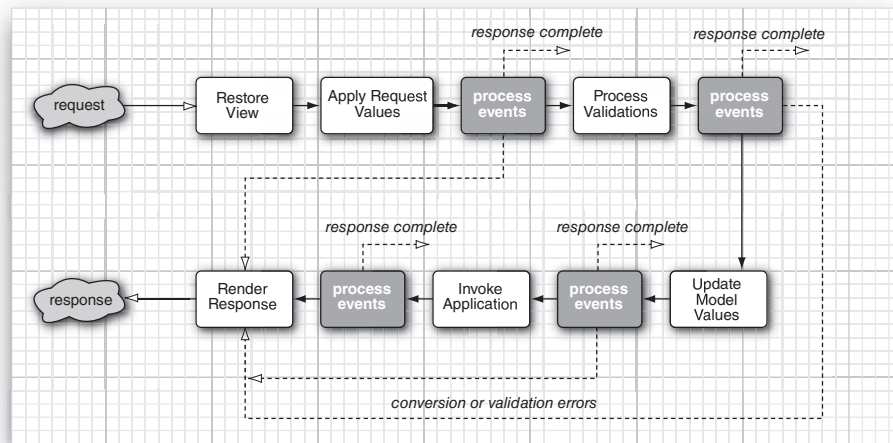 response complete
response complete
request
Restore
View
Apply Request
Values
process
events
Process
Validations
process
events
response complete
response complete
response
Render
Response
process
events
Invoke
Application
process
events
Update
Model
Values
conversion or validation errors